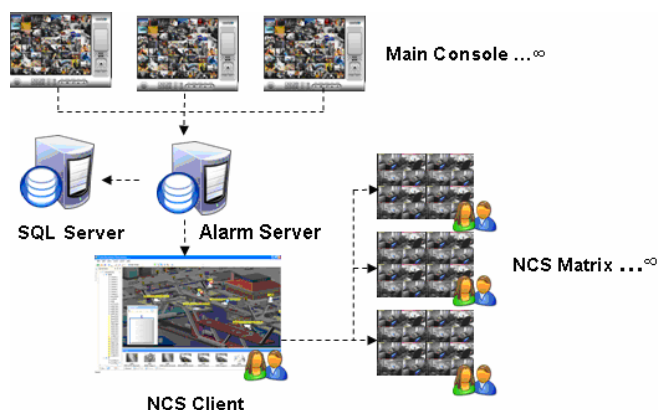 Main Console ...∞
SQL Server
Alarm Server
NCS Matrix ...∞
NCS Client